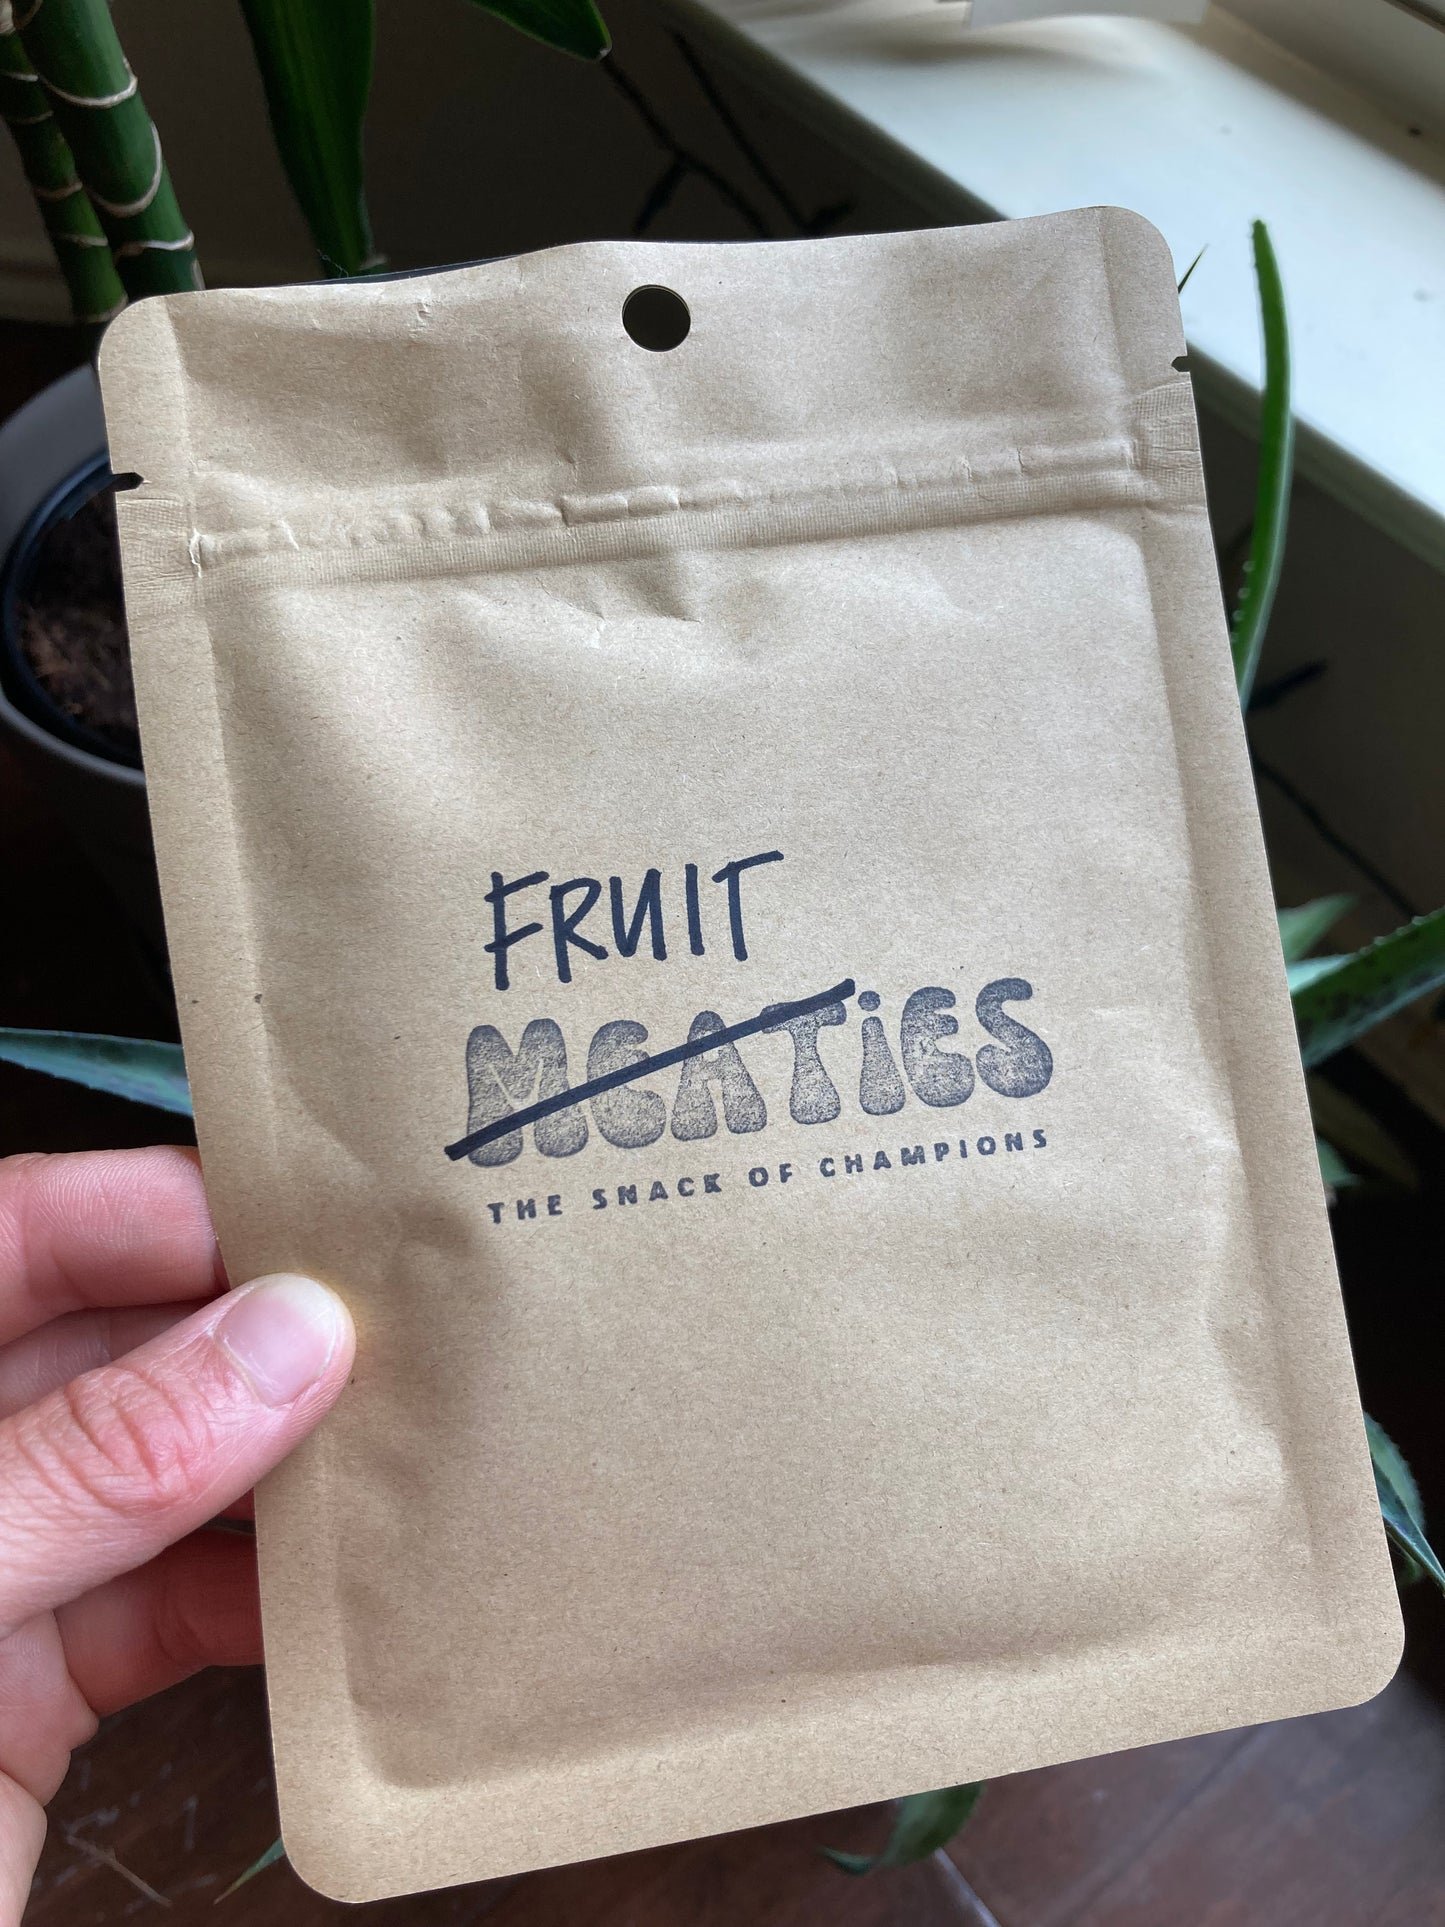 FRUIT
MEATiES
THE SNACK OF CHAMPIONS